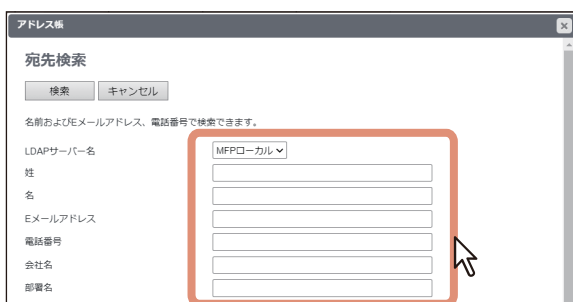 アドレス帳
宛先検索
検索 キャンセル
名前およびEメールアドレス、電話番号で検索できます。
LDAPサーバー名 MFPローカル
姓
名
Eメールアドレス
電話番号
会社名
部署名